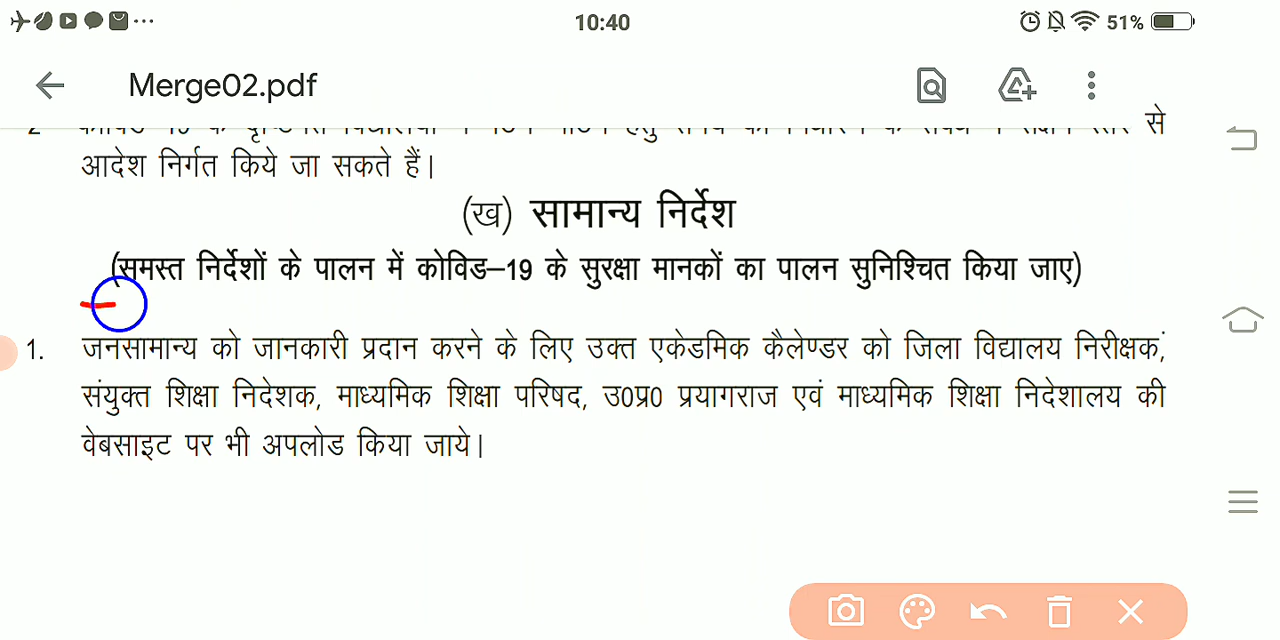 10:40
51%
Merge02.pdf
से
आदेश निर्गत किये जा सकते हैं।
(ख) सामान्य निर्देश
(समस्त निर्देशों के पालन में कोविड–19 के सुरक्षा मानकों का पालन सुनिश्चित किया जाए)
1. जनसामान्य को जानकारी प्रदान करने के लिए उक्त एकेडमिक कैलेण्डर को जिला विद्यालय निरीक्षक,
संयुक्त शिक्षा निदेशक, माध्यमिक शिक्षा परिषद, उ0प्र0 प्रयागराज एवं माध्यमिक शिक्षा निदेशालय की
वेबसाइट पर भी अपलोड किया जाये।